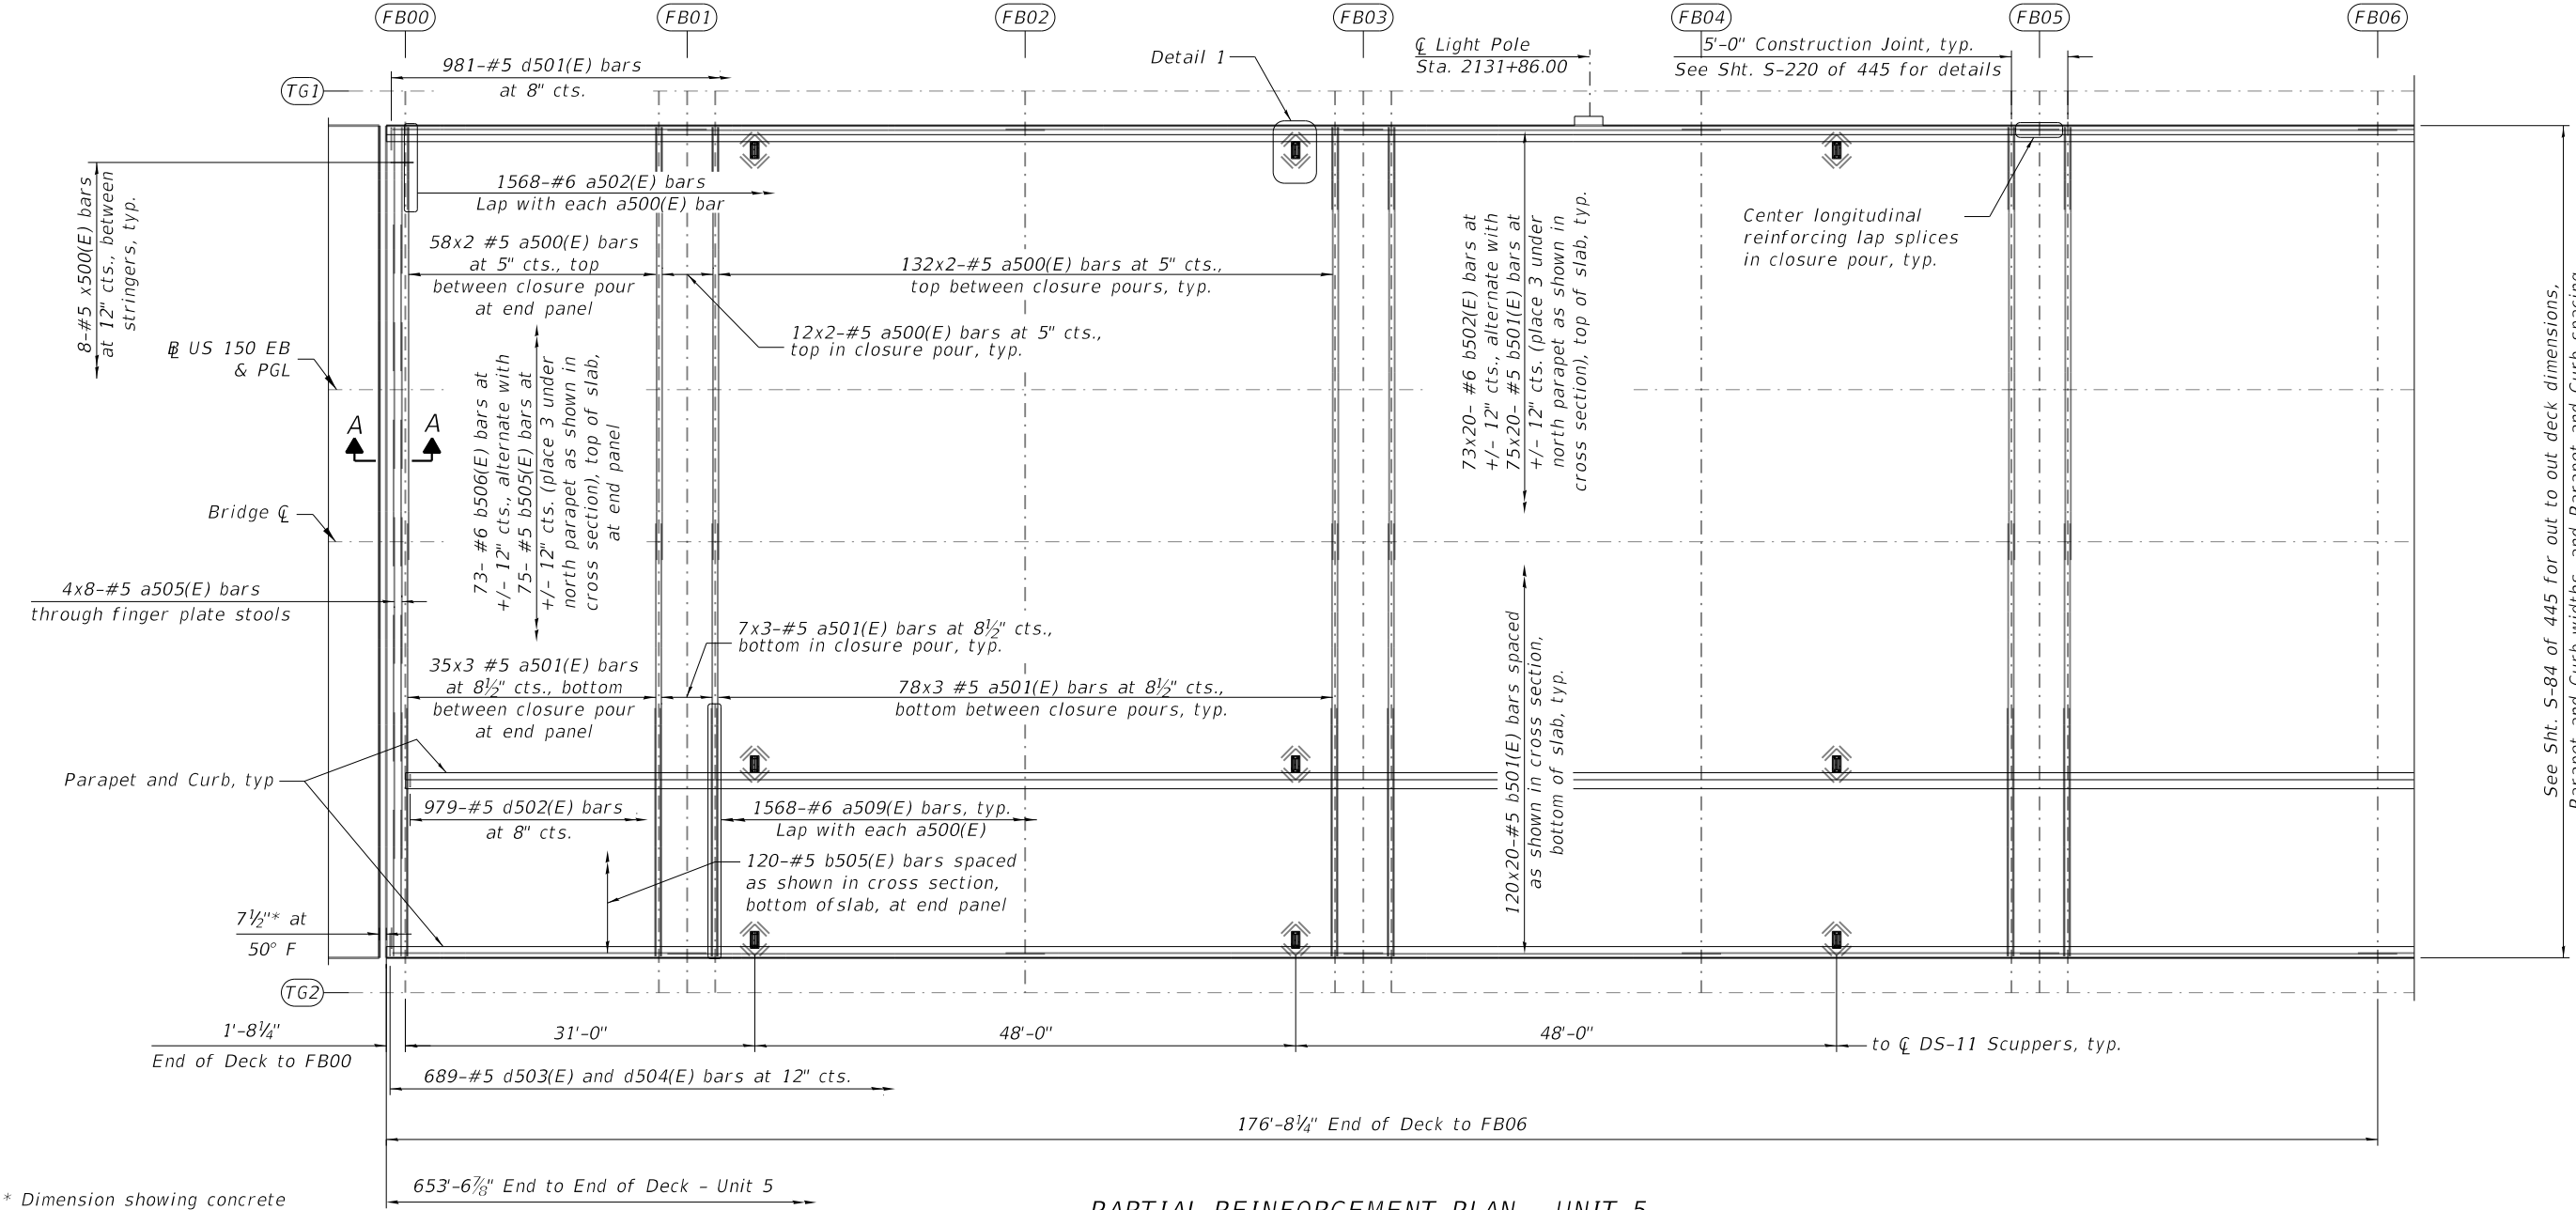 FB00
FB01
FB02
FB03
FB04
FB05
FB06
981-#5 d501(E) bars
at 8" cts.
Detail 1
℄ Light Pole
Sta. 2131+86.00
5'-0" Construction Joint, typ.
See Sht. S-220 of 445 for details
TG1
8-#5 x500(E) bars
at 12" cts., between
stringers, typ.
1568-#6 a502(E) bars
Lap with each a500(E) bar
58x2 #5 a500(E) bars
at 5" cts., top
between closure pour
at end panel
132x2-#5 a500(E) bars at 5" cts.,
top between closure pours, typ.
12x2-#5 a500(E) bars at 5" cts.,
top in closure pour, typ.
73x20- #6 b502(E) bars at
+/- 12" cts., alternate with
75x20- #5 b501(E) bars at
+/- 12" cts. (place 3 under
north parapet as shown in
cross section), top of slab, typ.
Center longitudinal
reinforcing lap splices
in closure pour, typ.
See Sht. S-84 of 445 for out to out deck dimensions,
Parapet and Curb widths, and Parapet and Curb spacing
BL US 150 EB
& PGL
A A
73- #6 b506(E) bars at
+/- 12" cts., alternate with
75- #5 b505(E) bars at
+/- 12" cts. (place 3 under
north parapet as shown in
cross section), top of slab,
at end panel
Bridge ℄
4x8-#5 a505(E) bars
through finger plate stools
7x3-#5 a501(E) bars at 8½" cts.,
bottom in closure pour, typ.
35x3 #5 a501(E) bars
at 8½" cts., bottom
between closure pour
at end panel
78x3 #5 a501(E) bars at 8½" cts.,
bottom between closure pours, typ.
120x20-#5 b501(E) bars spaced
as shown in cross section,
bottom of slab, typ.
Parapet and Curb, typ
979-#5 d502(E) bars
at 8" cts.
1568-#6 a509(E) bars, typ.
Lap with each a500(E)
120-#5 b505(E) bars spaced
as shown in cross section,
bottom of slab, at end panel
7½"* at
50° F
TG2
1'-8¼"
End of Deck to FB00
31'-0"
48'-0"
48'-0"
to ℄ DS-11 Scuppers, typ.
689-#5 d503(E) and d504(E) bars at 12" cts.
176'-8¼" End of Deck to FB06
653'-6⅞" End to End of Deck - Unit 5
* Dimension showing concrete
PARTIAL REINFORCEMENT PLAN - UNIT 5